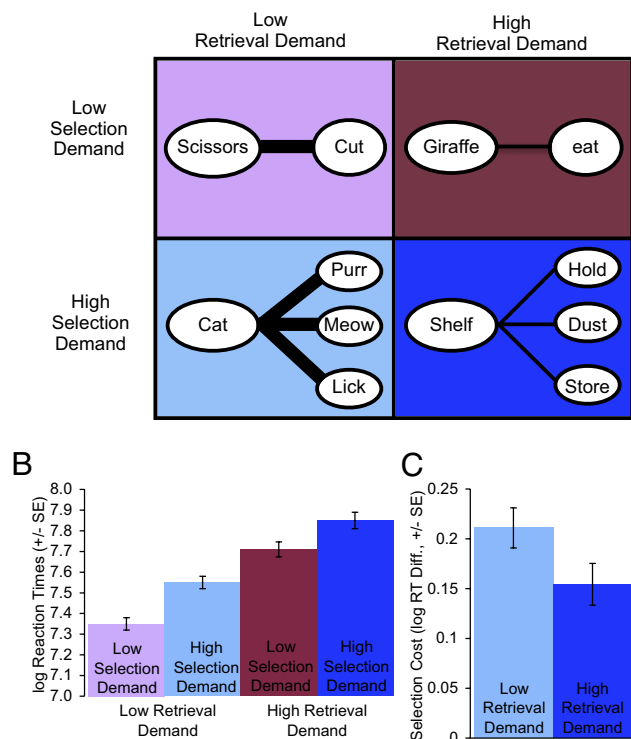 Low
Retrieval Demand
High
Retrieval Demand
Low
Selection
Demand
Scissors
Cut
Giraffe
eat
High
Selection
Demand
Cat
Purr
Meow
Lick
Shelf
Hold
Dust
Store
B
log Reaction Times (+/- SE)
8.0
7.9
7.8
7.7
7.6
7.5
7.4
7.3
7.2
7.1
7.0
Low
Selection
Demand
High
Selection
Demand
Low
Selection
Demand
High
Selection
Demand
Low Retrieval
Demand
High Retrieval
Demand
C
Selection Cost (log RT Diff., +/- SE)
0.25
0.2
0.15
0.1
0.05
0
Low
Retrieval
Demand
High
Retrieval
Demand